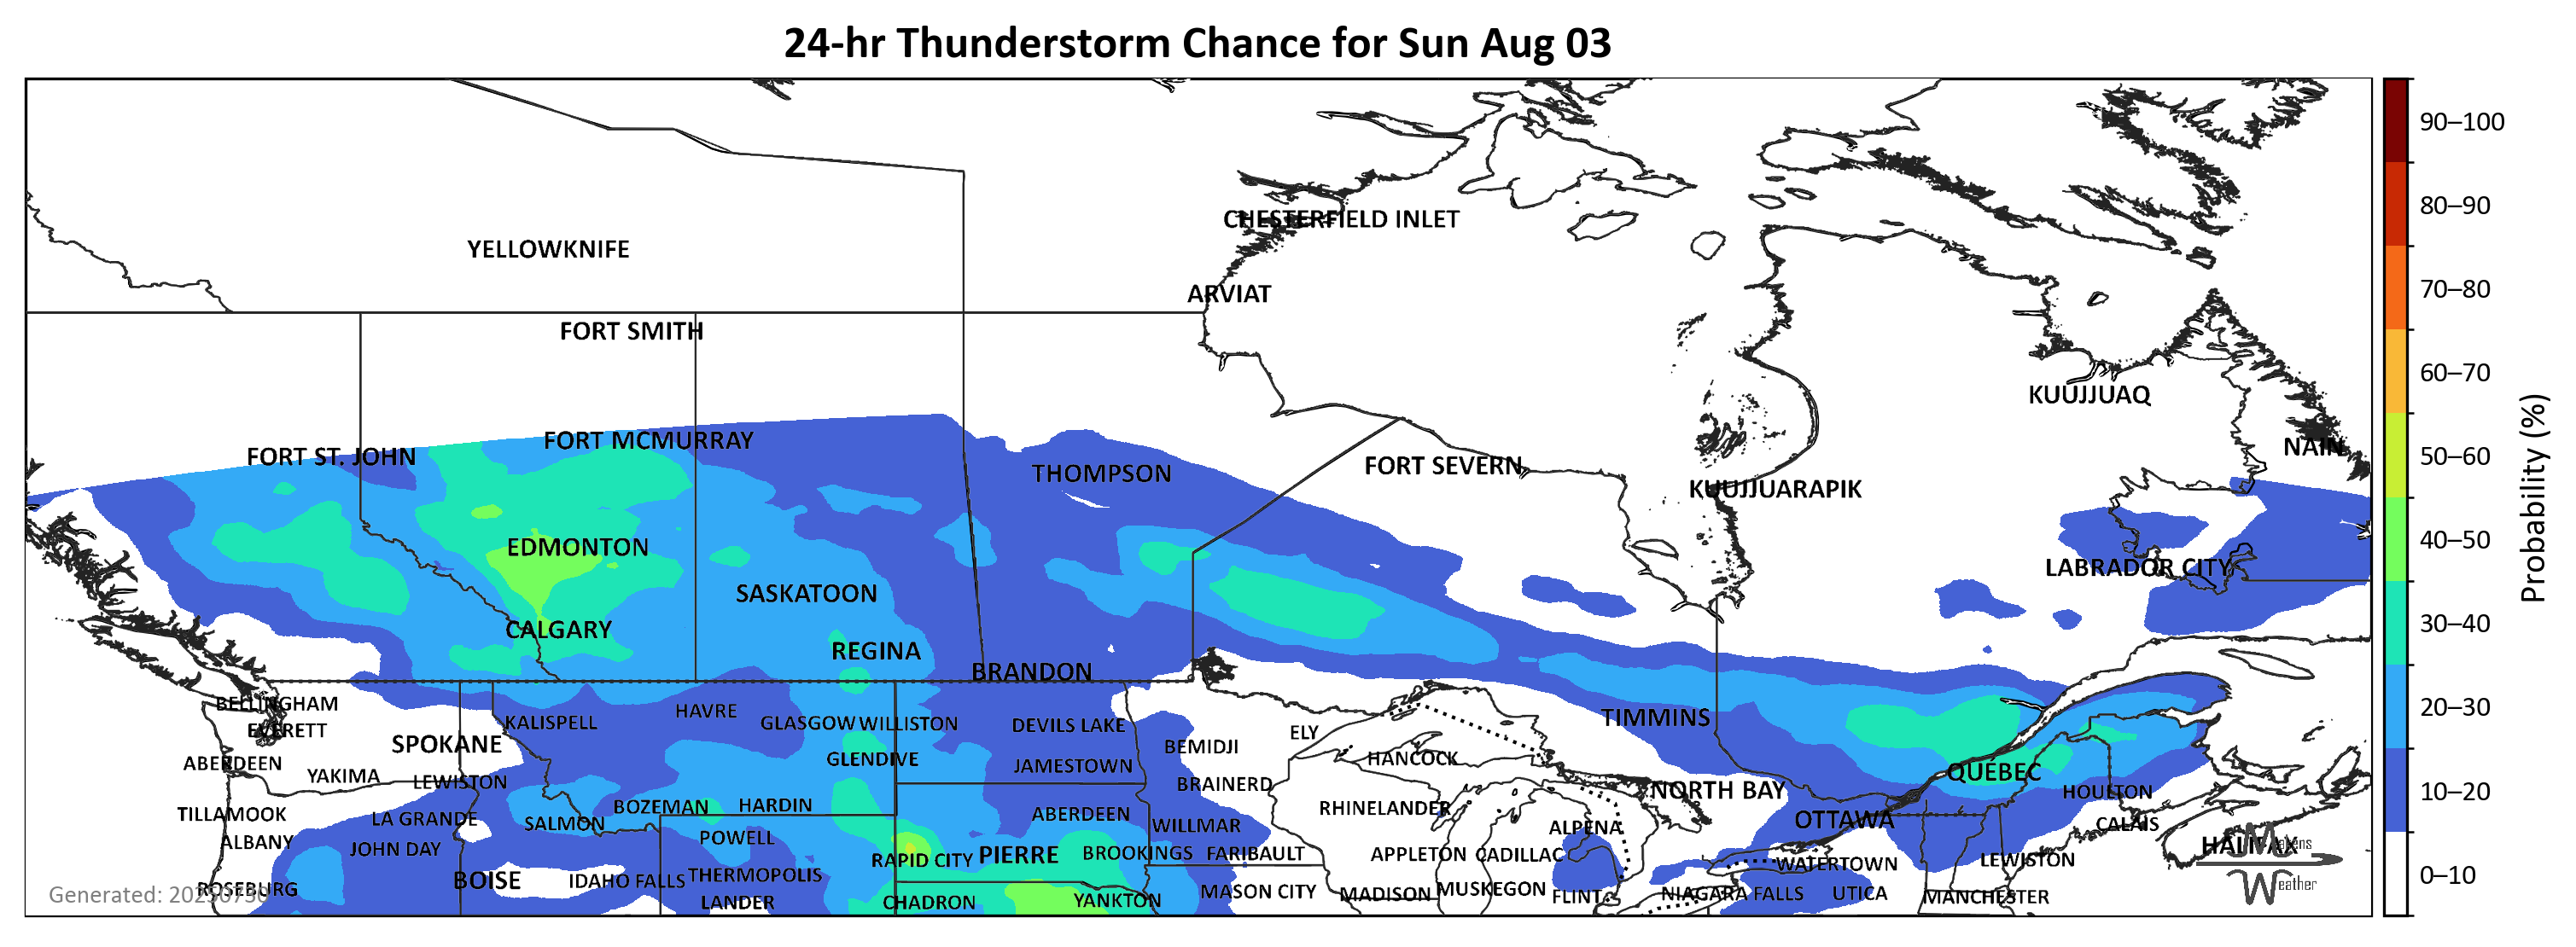 24-hr Thunderstorm Chance for Sun Aug 03
90–100
CHESTERFIELD INLET
80–90
YELLOWKNIFE
70–80
ARVIAT
FORT SMITH
60–70
KUUJJUAQ
FORT MCMURRAY
NAIN
FORT ST. JOHN
50–60
FORT SEVERN
THOMPSON
KUUJJUARAPIK
Probability (%)
40–50
EDMONTON
LABRADOR CITY
SASKATOON
30–40
CALGARY
REGINA
BRANDON
BELLINGHAM
20–30
HAVRE
TIMMINS
KALISPELL
GLASGOW WILLISTON
DEVILS LAKE
EVERETT
ELY
SPOKANE
BEMIDJI
GLENDIVE
HANCOCK
ABERDEEN
JAMESTOWN
QUÉBEC
YAKIMA
LEWISTON
BRAINERD
NORTH BAY
HOULTON
10–20
BOZEMAN
HARDIN
RHINELANDER
TILLAMOOK
ABERDEEN
LA GRANDE
OTTAWA
SALMON
WILLMAR
ALPENA
CALAIS
POWELL
ALBANY
HALIFAX
Makens
JOHN DAY
RAPID CITY
PIERRE
BROOKINGS
FARIBAULT
APPLETON
CADILLAC
LEWISTON
WATERTOWN
THERMOPOLIS
0–10
BOISE
IDAHO FALLS
Weather
ROSEBURG
MASON CITY
MADISON
MUSKEGON
NIAGARA FALLS
UTICA
Generated: 20250730
FLINT
MANCHESTER
LANDER
CHADRON
YANKTON